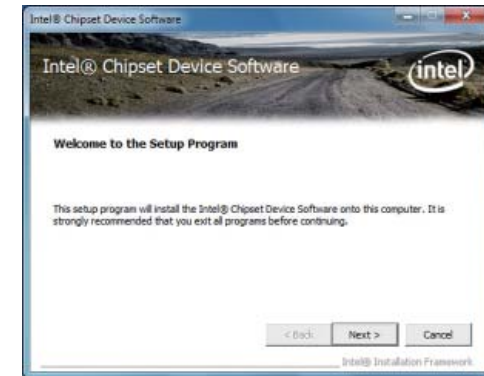 Intel® Chipset Device Software
Intel® Chipset Device Software
intel
Welcome to the Setup Program
This setup program will install the Intel® Chipset Device Software onto this computer. It is
strongly recommended that you exit all programs before continuing.
< Back Next > Cancel
Intel® Installation Framework